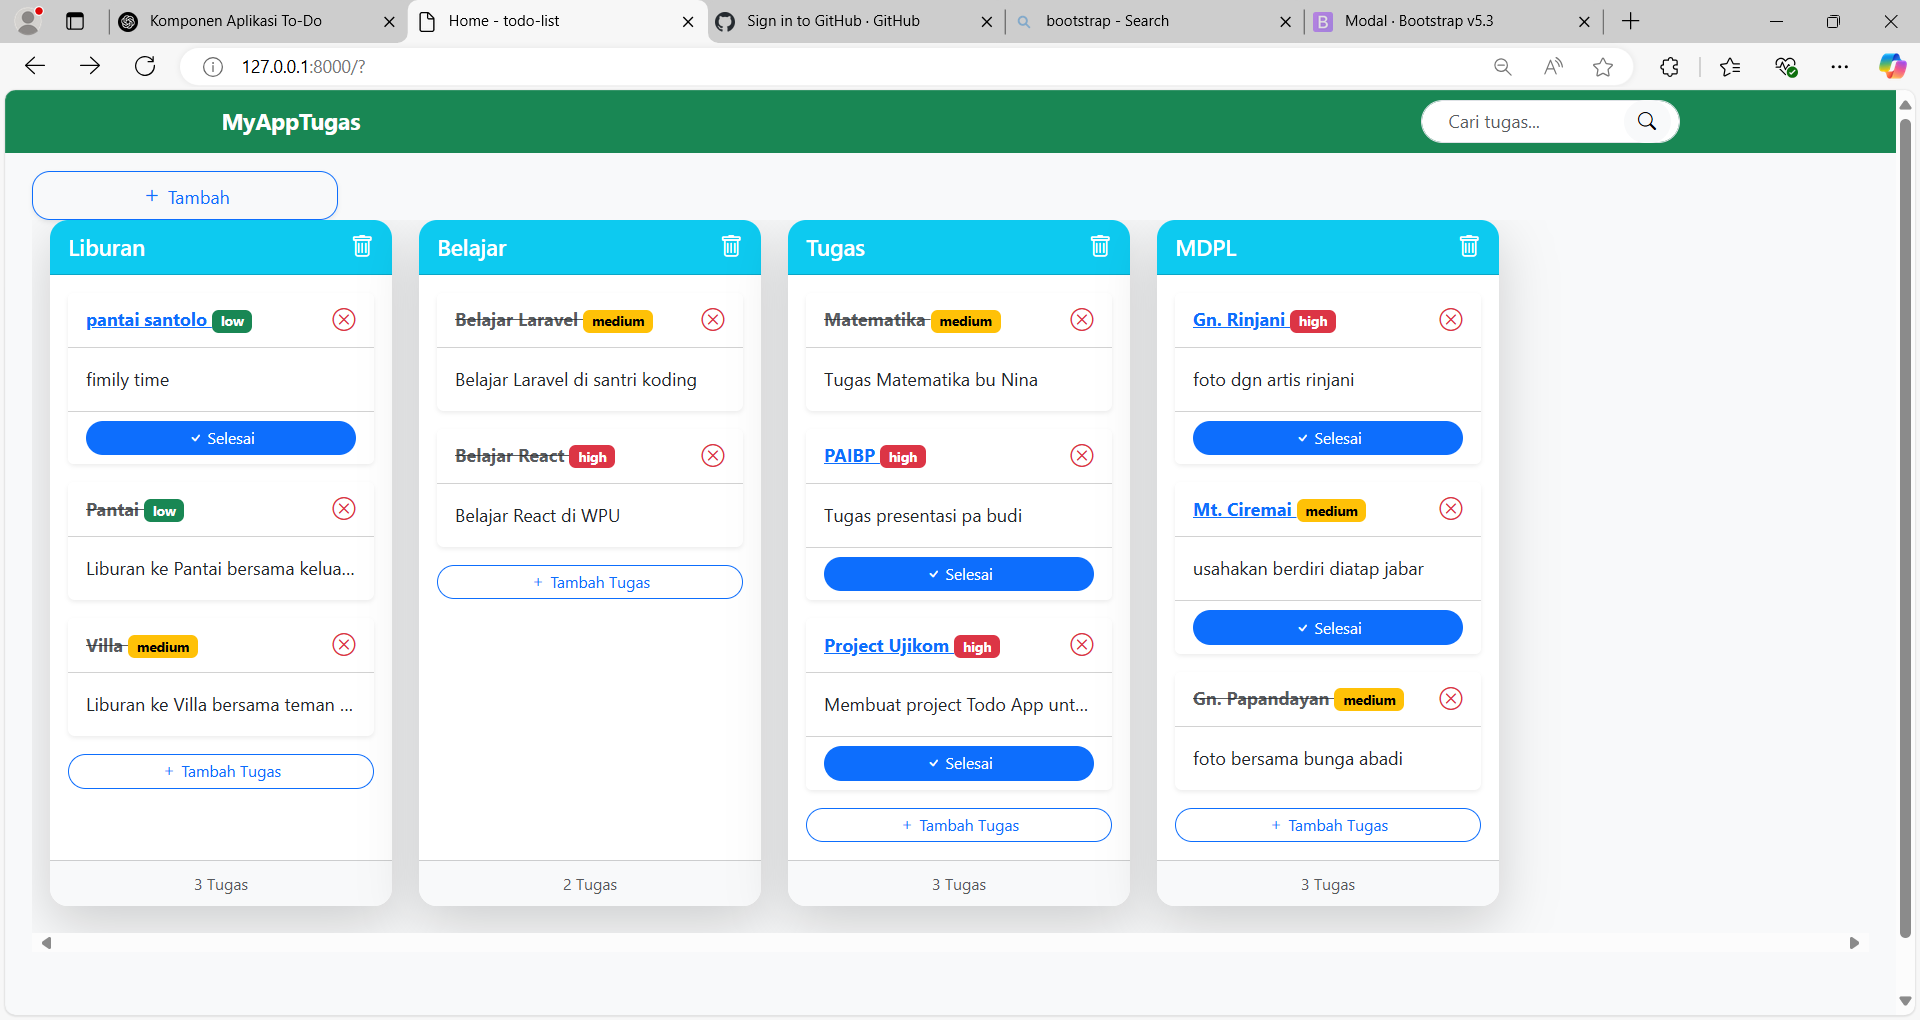 Komponen Aplikasi To-Do
Home - todo-list
Sign in to GitHub · GitHub
bootstrap - Search
Modal · Bootstrap v5.3
127.0.0.1:8000/?
MyAppTugas
Cari tugas...
+ Tambah
Liburan
pantai santolo low
fimily time
✓ Selesai
Pantai low
Liburan ke Pantai bersama kelua...
Villa medium
Liburan ke Villa bersama teman ...
+ Tambah Tugas
3 Tugas
Belajar
Belajar Laravel medium
Belajar Laravel di santri koding
Belajar React high
Belajar React di WPU
+ Tambah Tugas
2 Tugas
Tugas
Matematika medium
Tugas Matematika bu Nina
PAIBP high
Tugas presentasi pa budi
✓ Selesai
Project Ujikom high
Membuat project Todo App unt...
✓ Selesai
+ Tambah Tugas
3 Tugas
MDPL
Gn. Rinjani high
foto dgn artis rinjani
✓ Selesai
Mt. Ciremai medium
usahakan berdiri diatap jabar
✓ Selesai
Gn. Papandayan medium
foto bersama bunga abadi
+ Tambah Tugas
3 Tugas